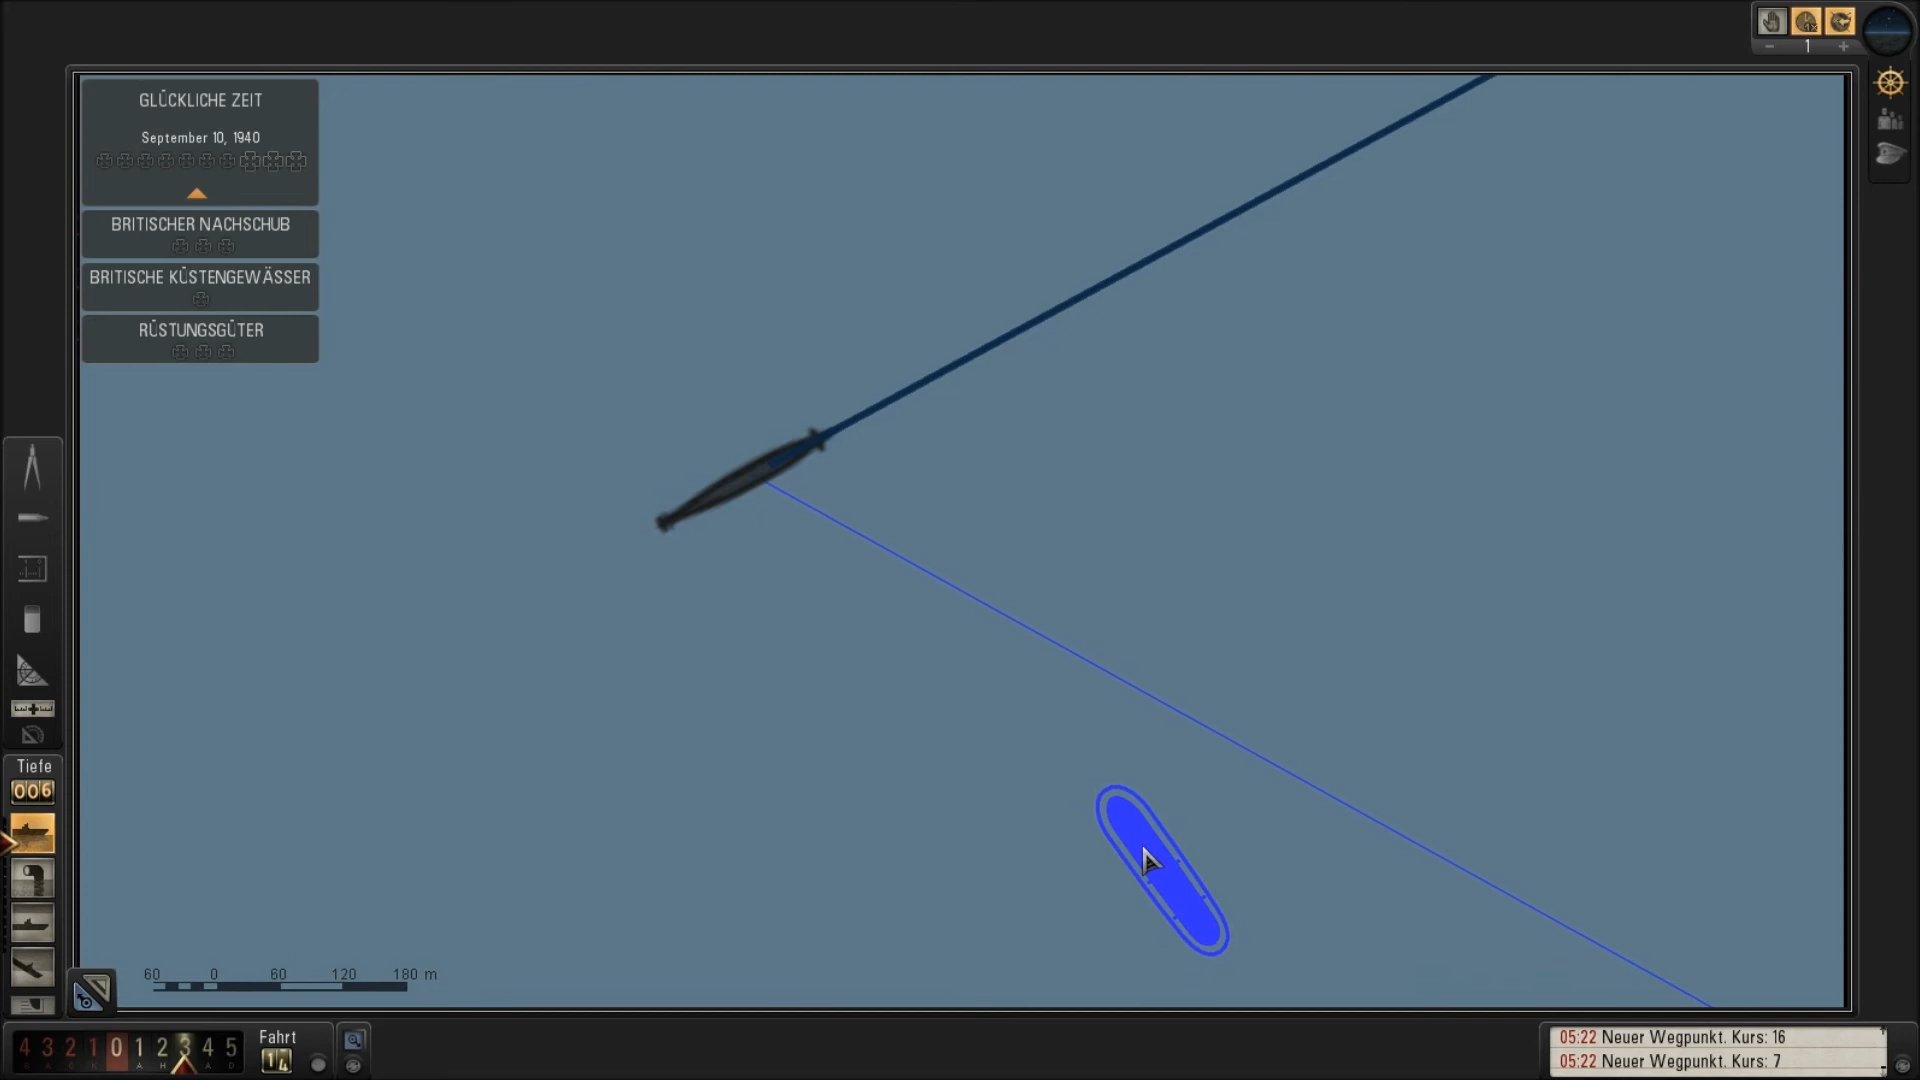 1
GLÜCKLICHE ZEIT
September 10, 1940
BRITISCHER NACHSCHUB
BRITISCHE KÜSTENGEWÄSSER
RÜSTUNGSGÜTER
Tiefe
006
60 0 60 120 180 m
4 3 2 1 0 1 2 3 4 5
Fahrt
14
05:22 Neuer Wegpunkt. Kurs: 16
05:22 Neuer Wegpunkt. Kurs: 7